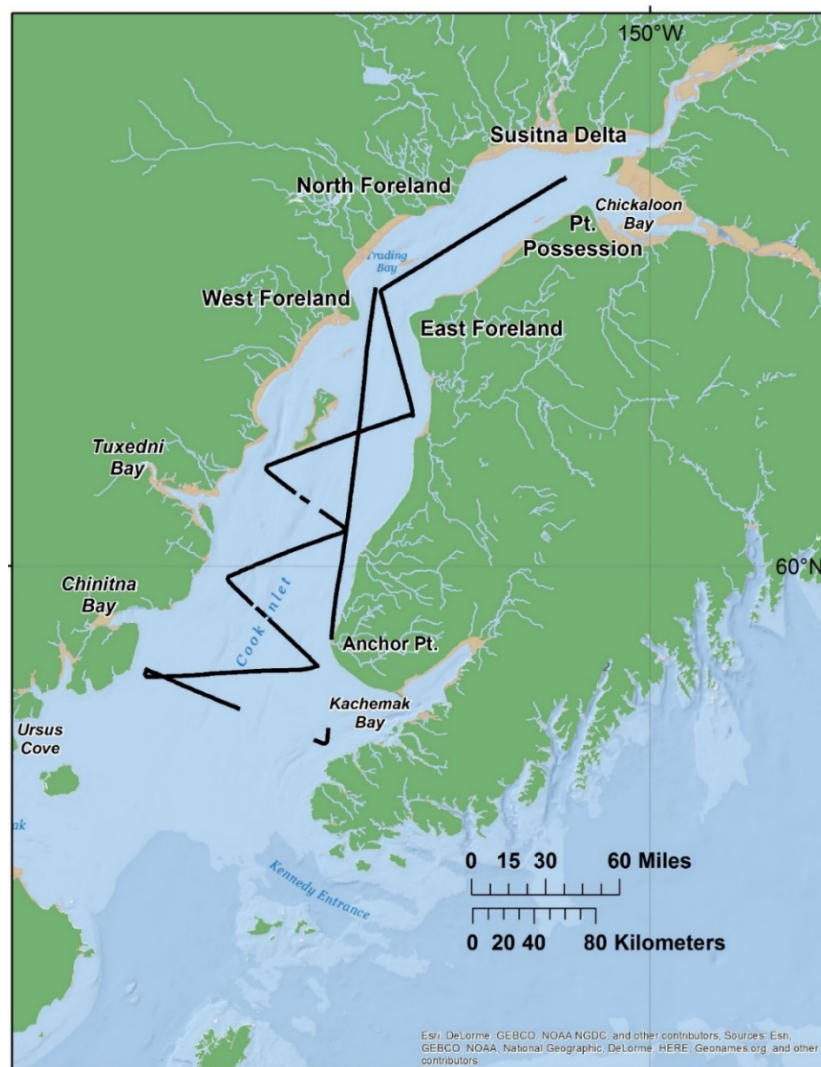 150°W
Susitna Delta
North Foreland
Chickaloon
Bay
Pt.
Possession
Trading
Bay
West Foreland
East Foreland
Tuxedni
Bay
60°N
Chinitna
Bay
Cook Inlet
Anchor Pt.
Kachemak
Bay
Ursus
Cove
ak
Kennedy Entrance
0 15 30 60 Miles
0 20 40 80 Kilometers
Esri, DeLorme, GEBCO, NOAA NGDC, and other contributors, Sources: Esri,
GEBCO, NOAA, National Geographic, DeLorme, HERE, Geonames.org, and other
contributors